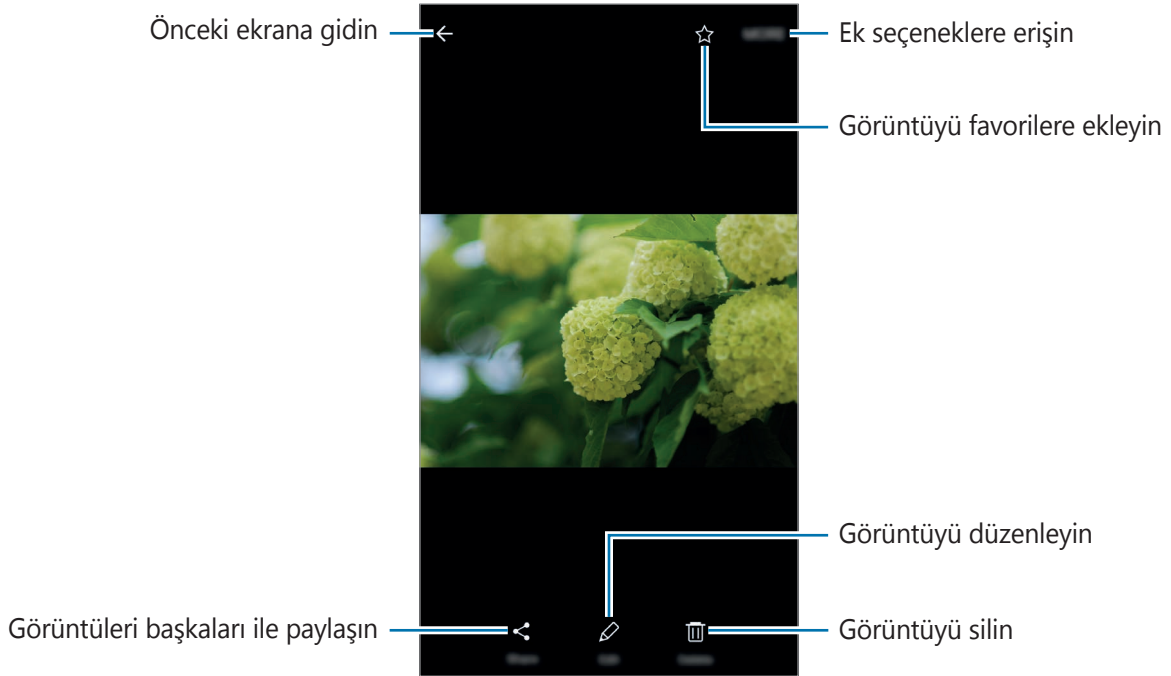 Önceki ekrana gidin
Ek seçeneklere erişin
Görüntüyü favorilere ekleyin
Görüntüyü düzenleyin
Görüntüleri başkaları ile paylaşın
Görüntüyü silin